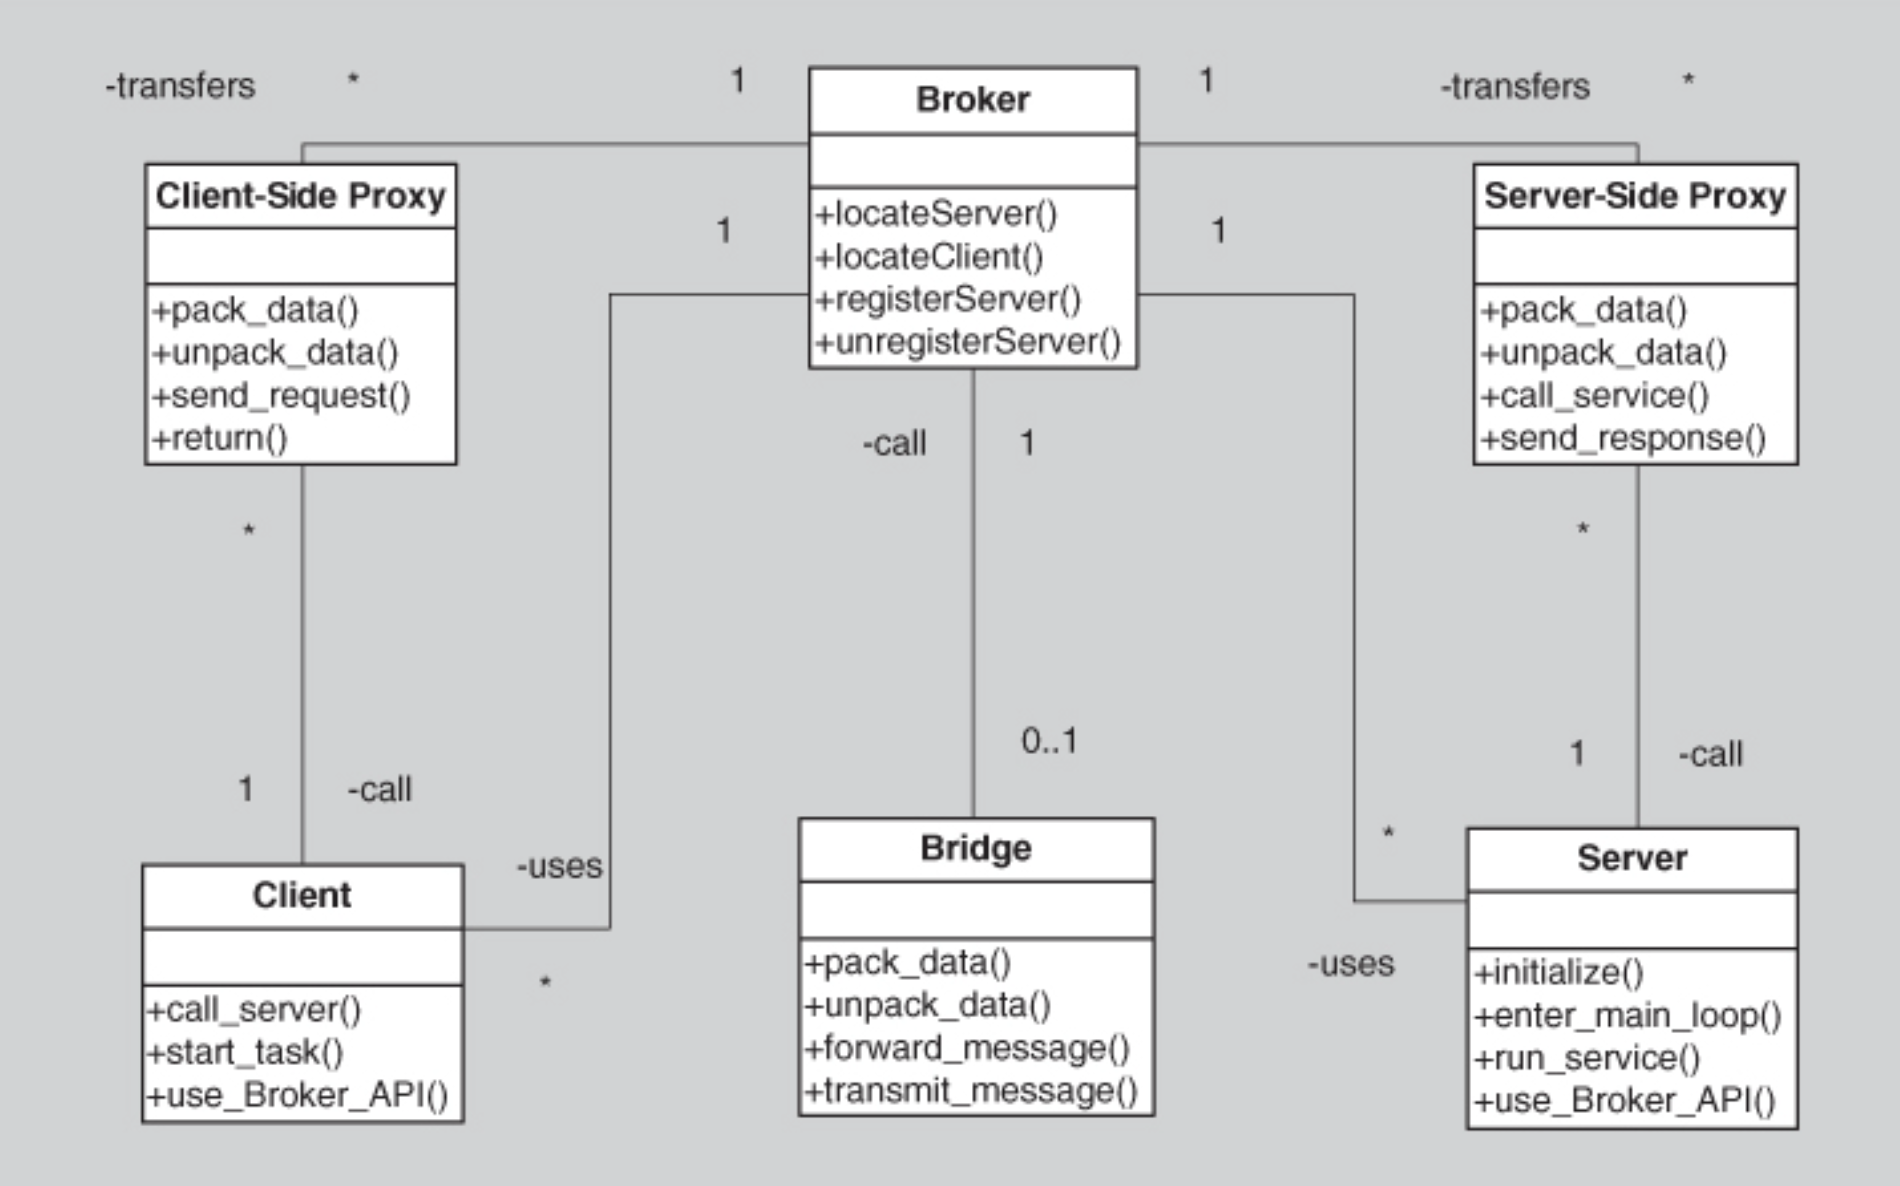 -transfers * 1
Broker
1 -transfers *
+locateServer()
+locateClient()
+registerServer()
+unregisterServer()
Client-Side Proxy
+pack_data()
+unpack_data()
+send_request()
+return()
1
1
Server-Side Proxy
+pack_data()
+unpack_data()
+call_service()
+send_response()
-call 1
*
*
0..1
1 -call
1 -call
-uses
*
Client
+call_server()
+start_task()
+use_Broker_API()
Bridge
+pack_data()
+unpack_data()
+forward_message()
+transmit_message()
*
-uses
Server
+initialize()
+enter_main_loop()
+run_service()
+use_Broker_API()